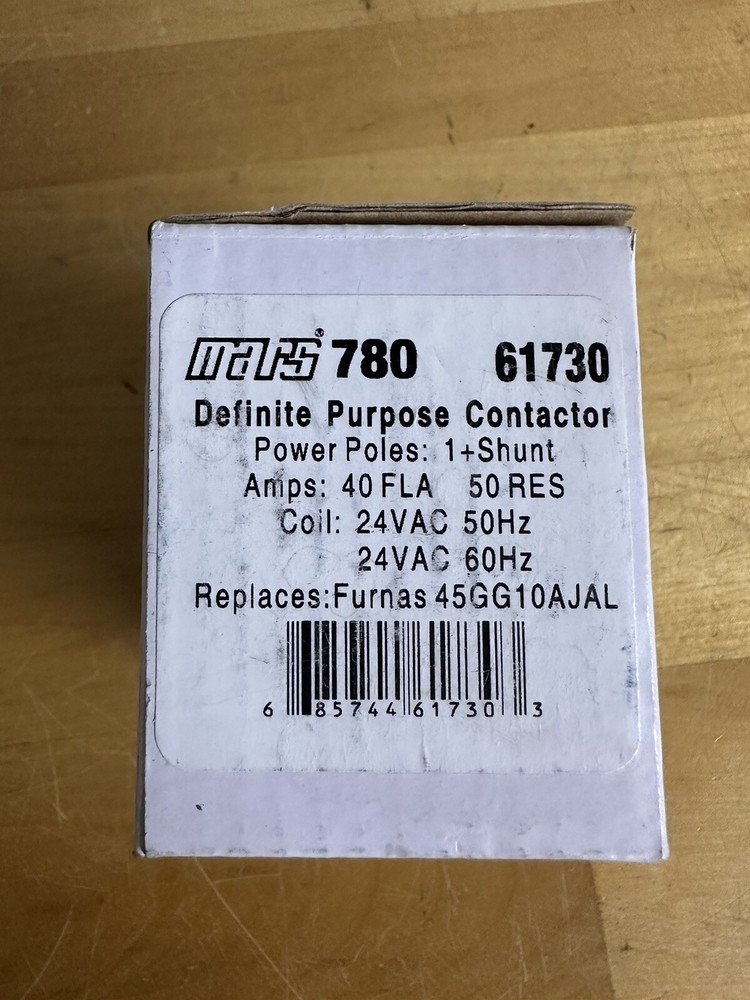 mars® 780 61730
Definite Purpose Contactor
Power Poles: 1+Shunt
Amps: 40 FLA 50 RES
Coil: 24VAC 50Hz
24VAC 60Hz
Replaces:Furnas 45GG10AJAL
6 85744 61730 3